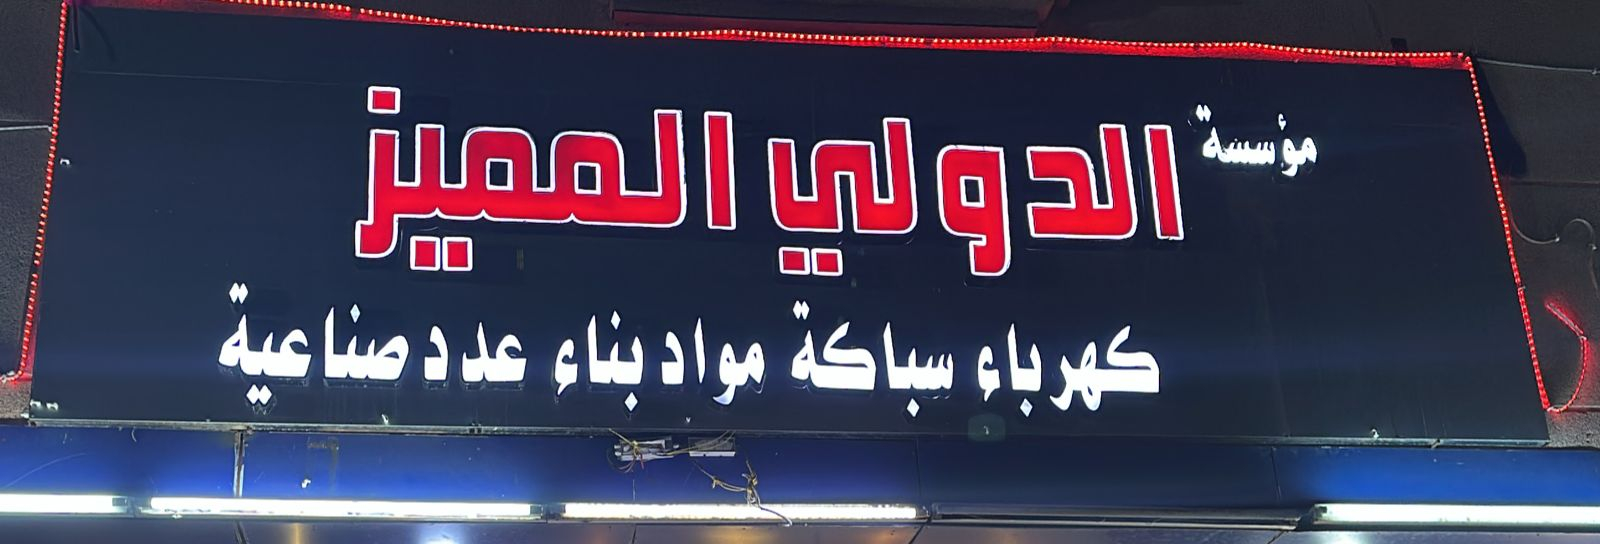 مؤسسة الدولي المميز
كهرباء سباكة مواد بناء عدد صناعية